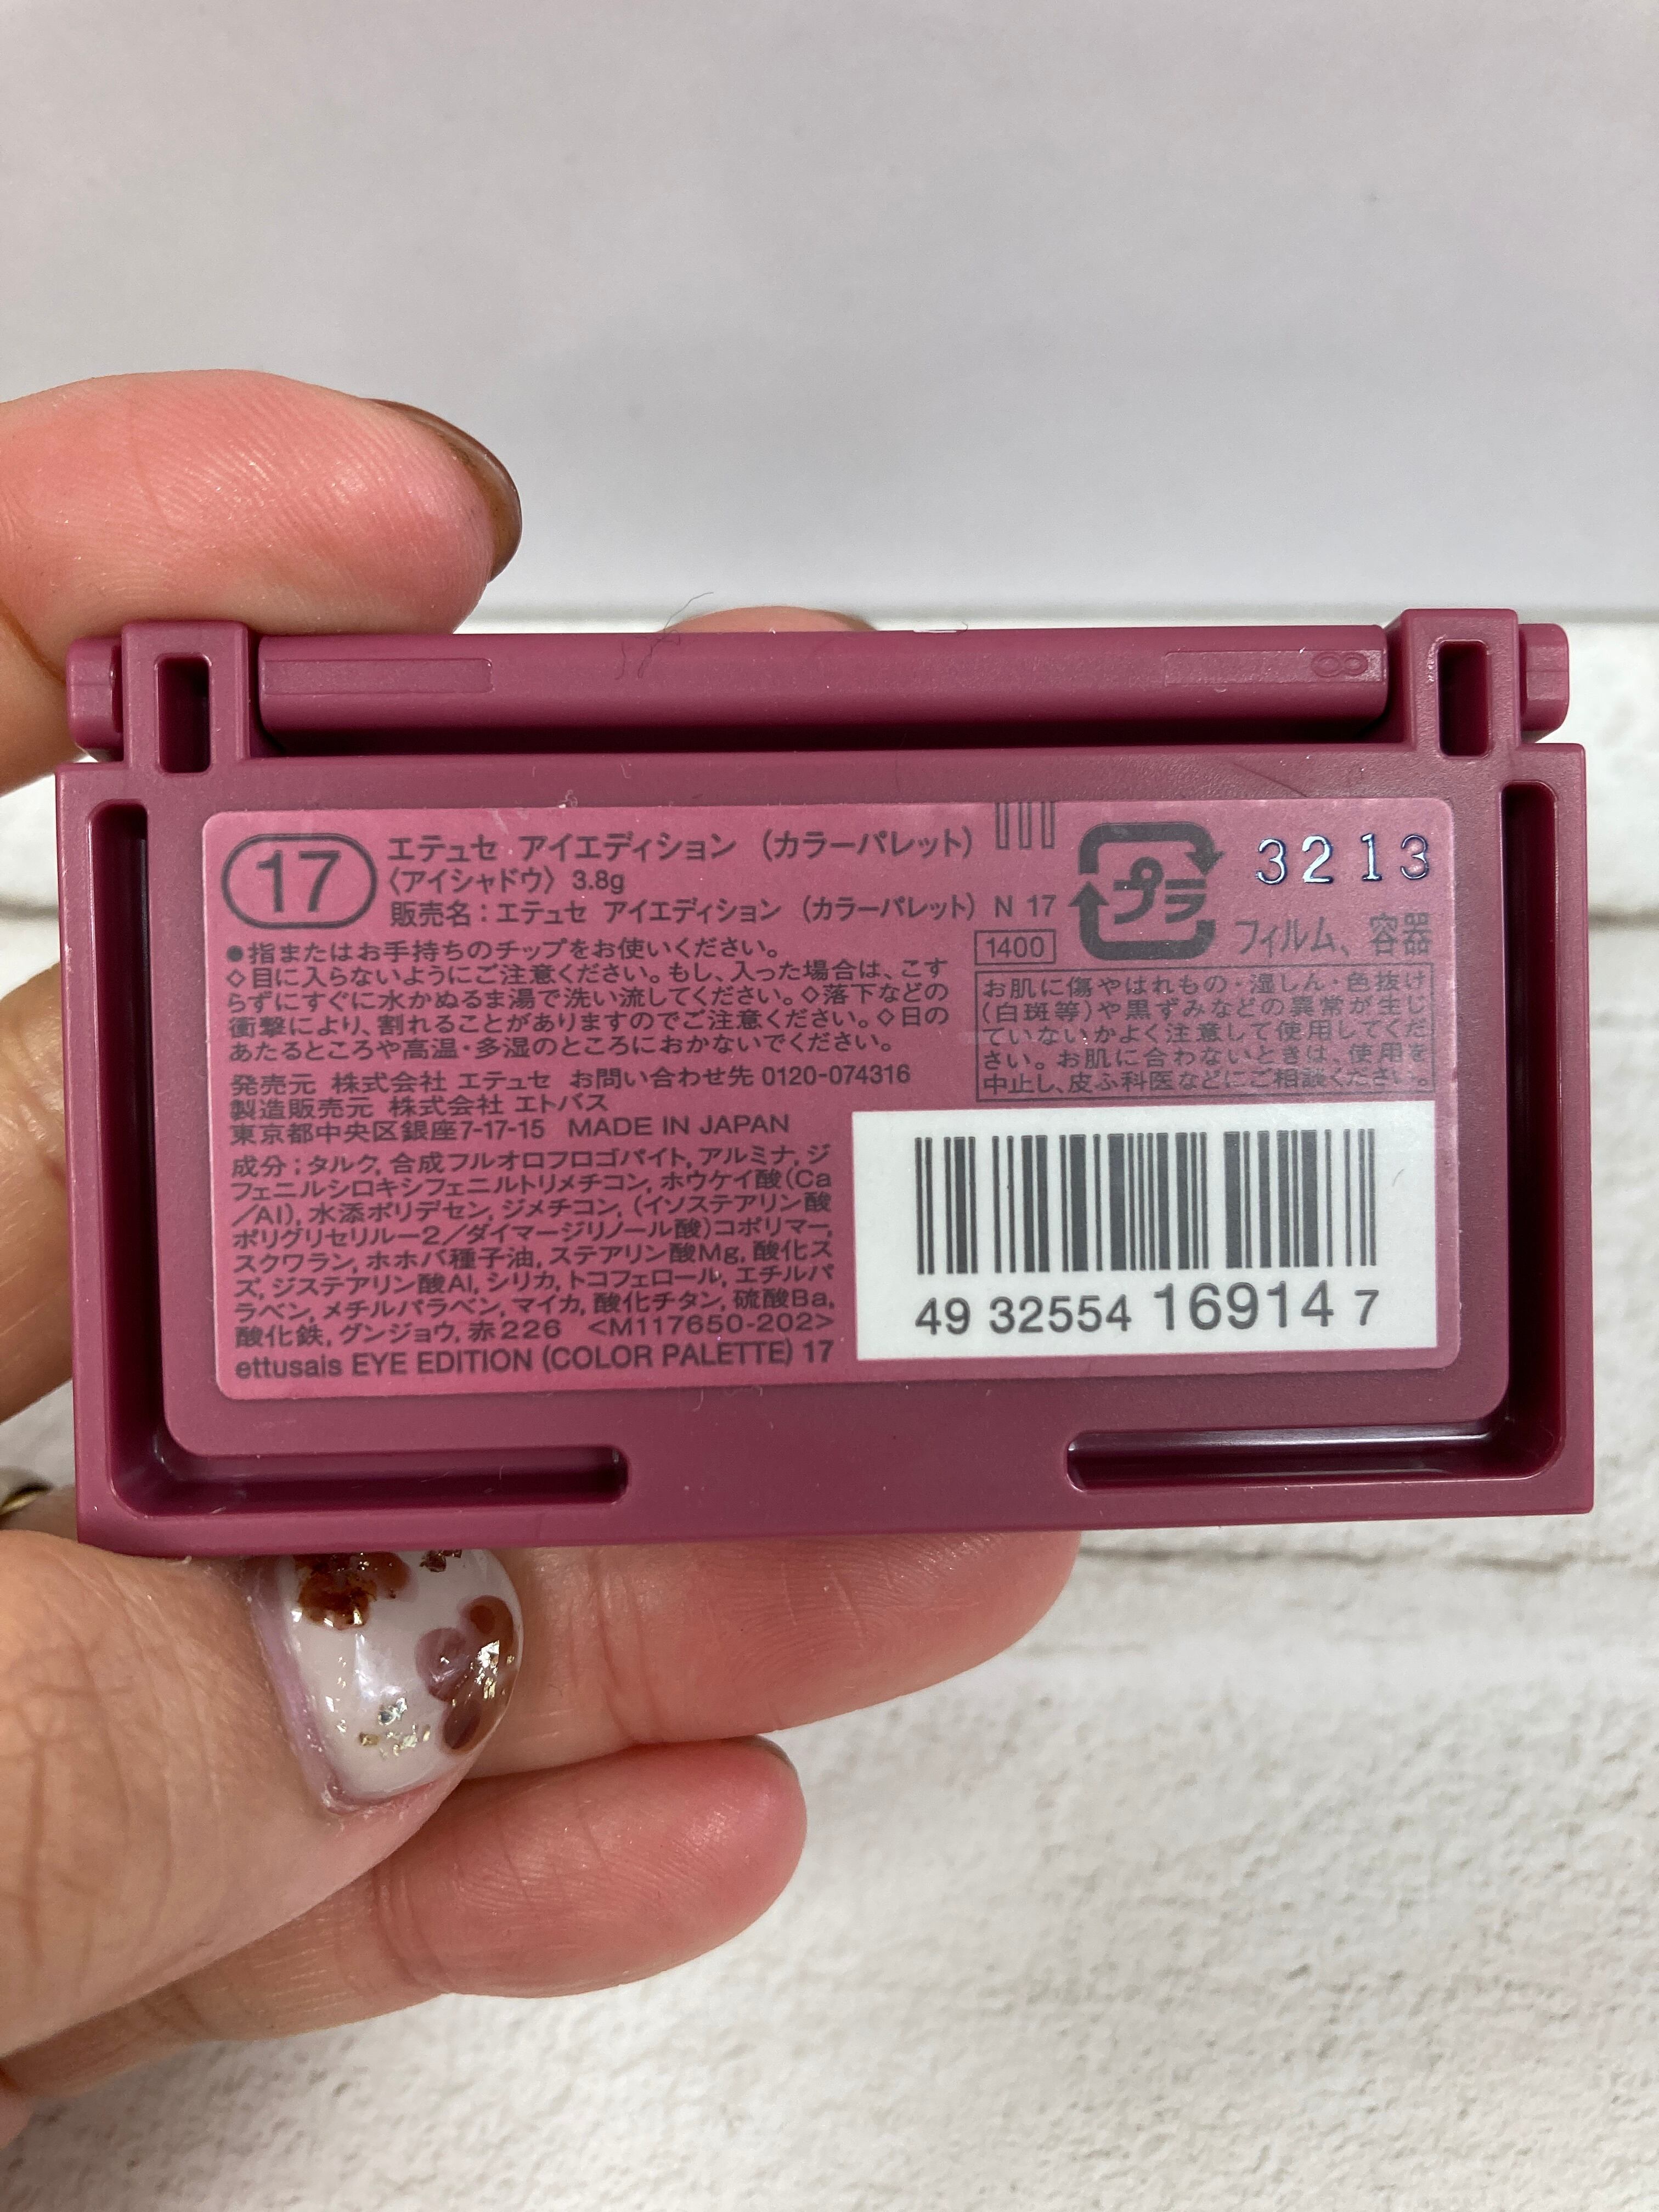 17
エテュセ アイエディション (カラーパレット)
〈アイシャドウ〉 3.8g
販売名：エテュセ アイエディション (カラーパレット) N 17
●指またはお手持ちのチップをお使いください。
◇目に入らないようにご注意ください。もし、入った場合は、こす
らずにすぐに水かぬるま湯で洗い流してください。◇落下などの
衝撃により、割れることがありますのでご注意ください。◇日の
あたるところや高温・多湿のところにおかないでください。
発売元 株式会社 エテュセ お問い合わせ先 0120-074316
製造販売元 株式会社 エトバス
東京都中央区銀座7-17-15 MADE IN JAPAN
成分；タルク, 合成フルオロフロゴパイト, アルミナ, ジ
フェニルシロキシフェニルトリメチコン, ホウケイ酸(Ca
／Al), 水添ポリデセン, ジメチコン, (イソステアリン酸
ポリグリセリル－2／ダイマージリノール酸)コポリマー,
スクワラン, ホホバ種子油, ステアリン酸Mg, 酸化ス
ズ, ジステアリン酸Al, シリカ, トコフェロール, エチルパ
ラベン, メチルパラベン, マイカ, 酸化チタン, 硫酸Ba,
酸化鉄, グンジョウ, 赤226 <M117650-202>
ettusais EYE EDITION (COLOR PALETTE) 17
プラ
3213
フィルム、容器
1400
お肌に傷やはれもの・湿しん・色抜け
(白斑等)や黒ずみなどの異常が生じ
ていないかよく注意して使用してくだ
さい。お肌に合わないときは、使用を
中止し、皮ふ科医などにご相談ください。
49 32554 16914 7
8